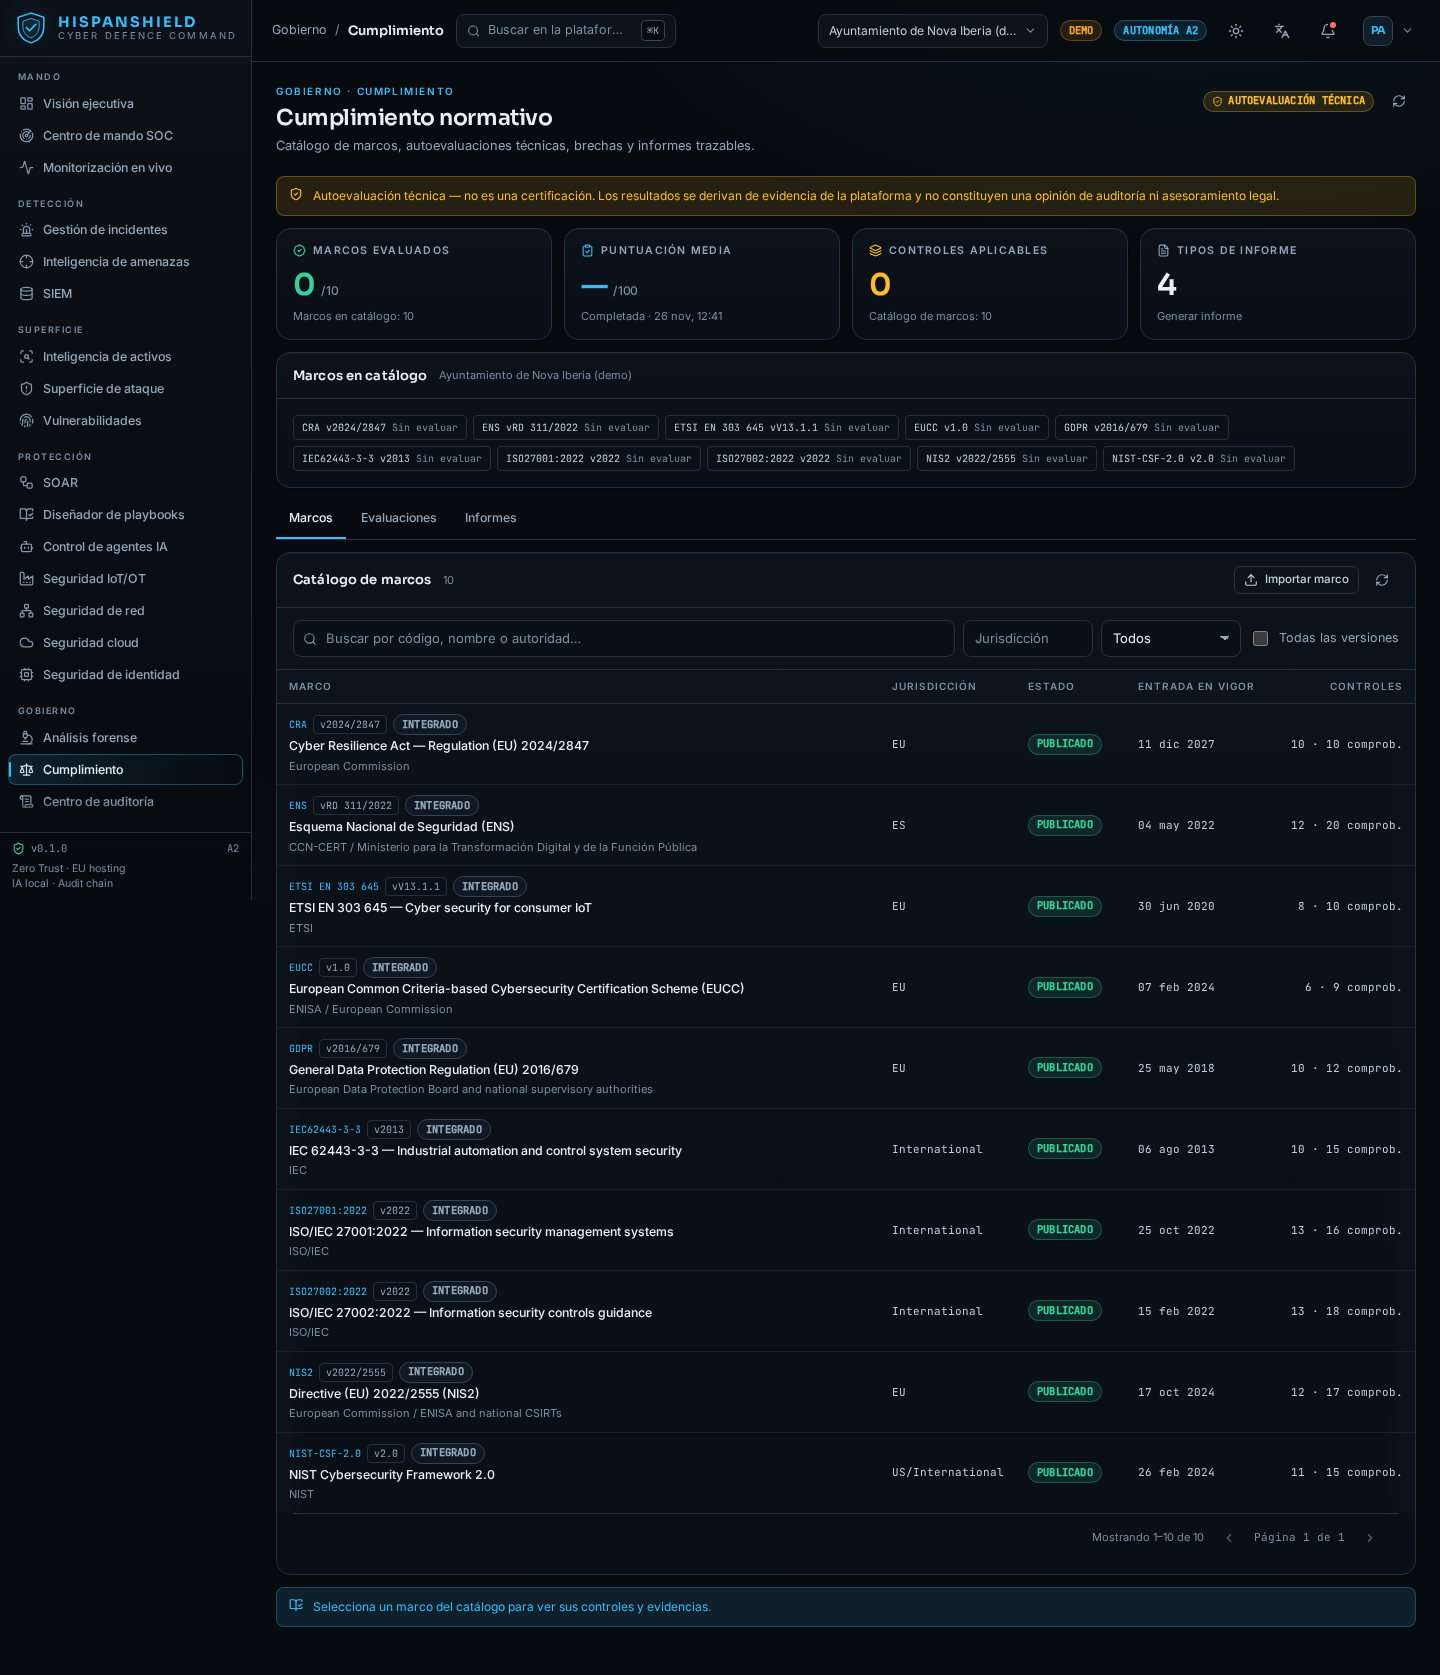 HISPANSHIELD
CYBER DEFENCE COMMAND
MANDO
Visión ejecutiva
Centro de mando SOC
Monitorización en vivo
DETECCIÓN
Gestión de incidentes
Inteligencia de amenazas
SIEM
SUPERFICIE
Inteligencia de activos
Superficie de ataque
Vulnerabilidades
PROTECCIÓN
SOAR
Diseñador de playbooks
Control de agentes IA
Seguridad IoT/OT
Seguridad de red
Seguridad cloud
Seguridad de identidad
GOBIERNO
Análisis forense
Cumplimiento
Centro de auditoría
v0.1.0 A2
Zero Trust · EU hosting
IA local · Audit chain
Gobierno / Cumplimiento
Buscar en la platafor... ⌘K
Ayuntamiento de Nova Iberia (d...
DEMO
AUTONOMÍA A2
PA
GOBIERNO · CUMPLIMIENTO
Cumplimiento normativo
Catálogo de marcos, autoevaluaciones técnicas, brechas y informes trazables.
AUTOEVALUACIÓN TÉCNICA
Autoevaluación técnica — no es una certificación. Los resultados se derivan de evidencia de la plataforma y no constituyen una opinión de auditoría ni asesoramiento legal.
MARCOS EVALUADOS
0 /10
Marcos en catálogo: 10
PUNTUACIÓN MEDIA
— /100
Completada · 26 nov, 12:41
CONTROLES APLICABLES
0
Catálogo de marcos: 10
TIPOS DE INFORME
4
Generar informe
Marcos en catálogo Ayuntamiento de Nova Iberia (demo)
CRA v2024/2847 Sin evaluar ENS vRD 311/2022 Sin evaluar ETSI EN 303 645 vV13.1.1 Sin evaluar EUCC v1.0 Sin evaluar GDPR v2016/679 Sin evaluar
IEC62443-3-3 v2013 Sin evaluar ISO27001:2022 v2022 Sin evaluar ISO27002:2022 v2022 Sin evaluar NIS2 v2022/2555 Sin evaluar NIST-CSF-2.0 v2.0 Sin evaluar
Marcos Evaluaciones Informes
Catálogo de marcos 10
Importar marco
Buscar por código, nombre o autoridad...
Jurisdicción
Todos
Todas las versiones
MARCO JURISDICCIÓN ESTADO ENTRADA EN VIGOR CONTROLES
CRA v2024/2847 INTEGRADO
Cyber Resilience Act — Regulation (EU) 2024/2847 EU PUBLICADO 11 dic 2027 10 · 10 comprob.
European Commission
ENS vRD 311/2022 INTEGRADO
Esquema Nacional de Seguridad (ENS) ES PUBLICADO 04 may 2022 12 · 20 comprob.
CCN-CERT / Ministerio para la Transformación Digital y de la Función Pública
ETSI EN 303 645 vV13.1.1 INTEGRADO
ETSI EN 303 645 — Cyber security for consumer IoT EU PUBLICADO 30 jun 2020 8 · 10 comprob.
ETSI
EUCC v1.0 INTEGRADO
European Common Criteria-based Cybersecurity Certification Scheme (EUCC) EU PUBLICADO 07 feb 2024 6 · 9 comprob.
ENISA / European Commission
GDPR v2016/679 INTEGRADO
General Data Protection Regulation (EU) 2016/679 EU PUBLICADO 25 may 2018 10 · 12 comprob.
European Data Protection Board and national supervisory authorities
IEC62443-3-3 v2013 INTEGRADO
IEC 62443-3-3 — Industrial automation and control system security International PUBLICADO 06 ago 2013 10 · 15 comprob.
IEC
ISO27001:2022 v2022 INTEGRADO
ISO/IEC 27001:2022 — Information security management systems International PUBLICADO 25 oct 2022 13 · 16 comprob.
ISO/IEC
ISO27002:2022 v2022 INTEGRADO
ISO/IEC 27002:2022 — Information security controls guidance International PUBLICADO 15 feb 2022 13 · 18 comprob.
ISO/IEC
NIS2 v2022/2555 INTEGRADO
Directive (EU) 2022/2555 (NIS2) EU PUBLICADO 17 oct 2024 12 · 17 comprob.
European Commission / ENISA and national CSIRTs
NIST-CSF-2.0 v2.0 INTEGRADO
NIST Cybersecurity Framework 2.0 US/International PUBLICADO 26 feb 2024 11 · 15 comprob.
NIST
Mostrando 1–10 de 10 Página 1 de 1
Selecciona un marco del catálogo para ver sus controles y evidencias.